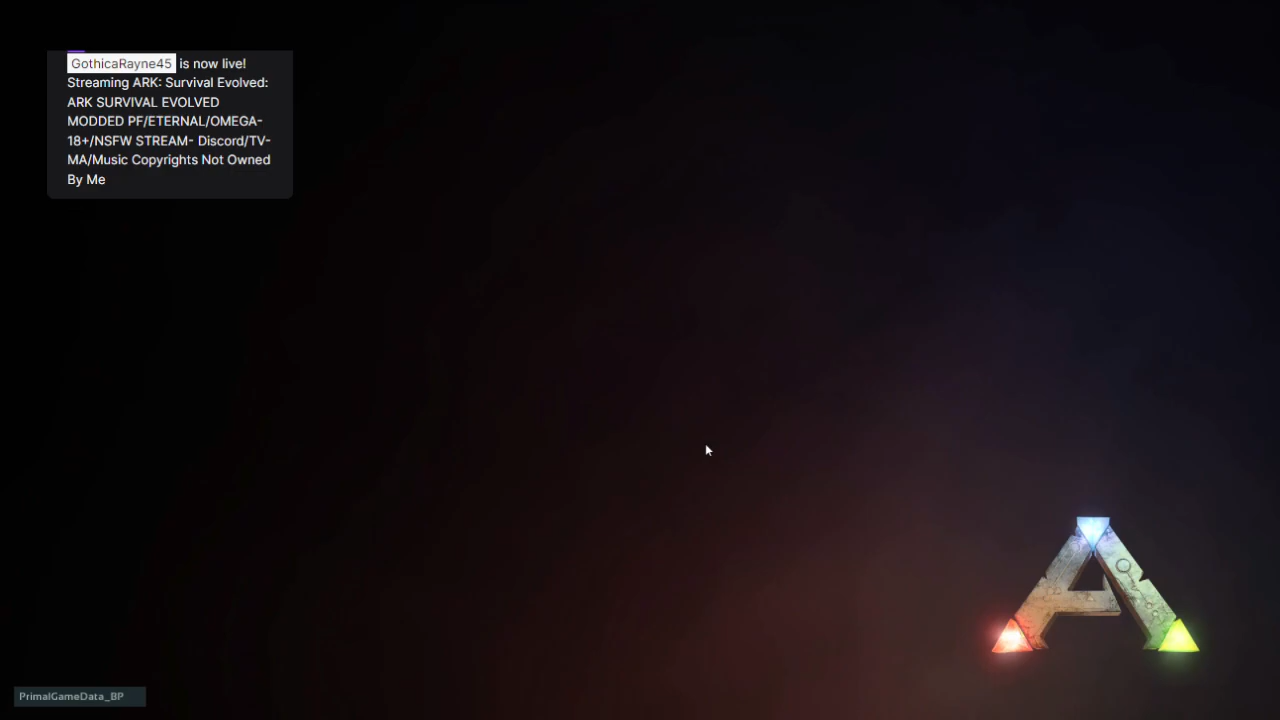 GothicaRayne45 is now live!
Streaming ARK: Survival Evolved:
ARK SURVIVAL EVOLVED
MODDED PF/ETERNAL/OMEGA-
18+/NSFW STREAM- Discord/TV-
MA/Music Copyrights Not Owned
By Me
PrimalGameData_BP